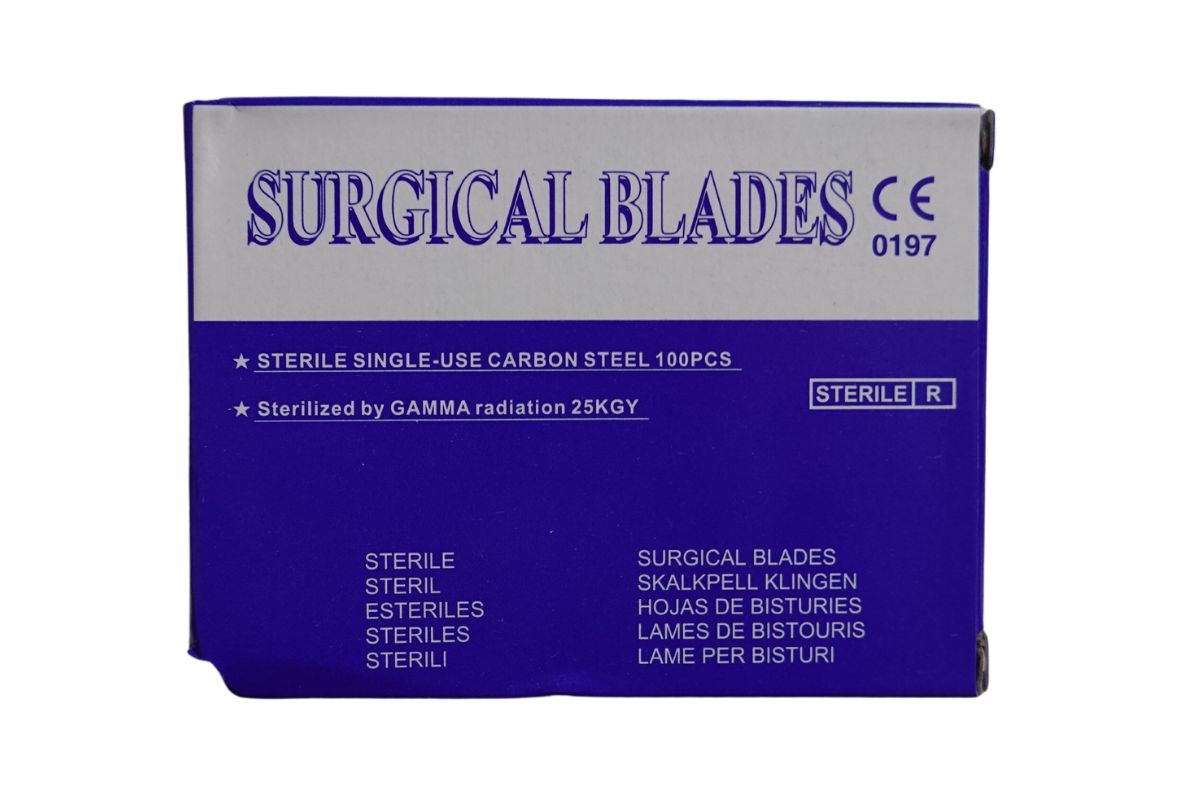 SURGICAL BLADES CE
0197
★ STERILE SINGLE-USE CARBON STEEL 100PCS
★ Sterilized by GAMMA radiation 25KGY
STERILE R
STERILE SURGICAL BLADES
STERIL SKALKPELL KLINGEN
ESTERILES HOJAS DE BISTURIES
STERILES LAMES DE BISTOURIS
STERILI LAME PER BISTURI